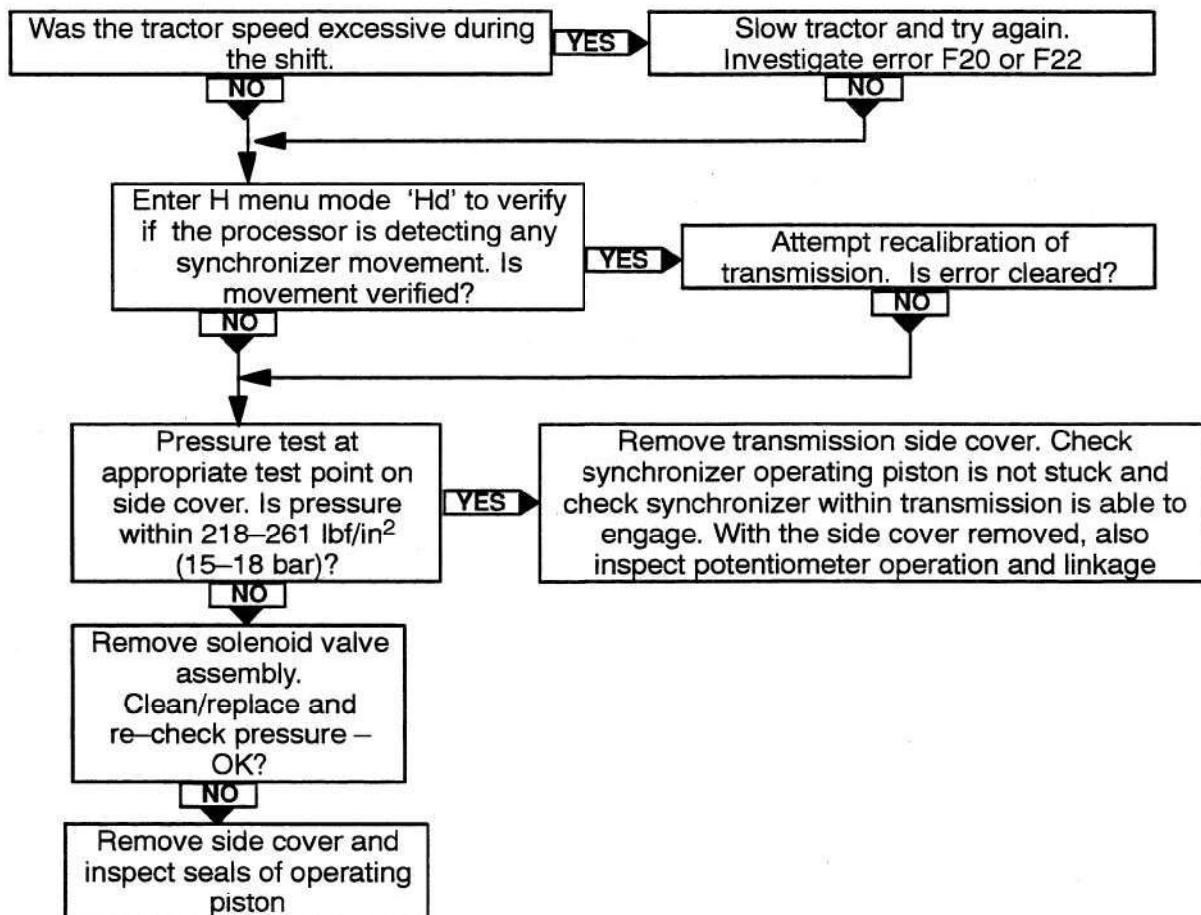 Was the tractor speed excessive during
the shift.
YES
Slow tractor and try again.
Investigate error F20 or F22
NO
NO
Enter H menu mode 'Hd' to verify
if the processor is detecting any
synchronizer movement. Is
movement verified?
YES
Attempt recalibration of
transmission. Is error cleared?
NO
NO
Pressure test at
appropriate test point on
side cover. Is pressure
within 218–261 lbf/in²
(15–18 bar)?
YES
Remove transmission side cover. Check
synchronizer operating piston is not stuck and
check synchronizer within transmission is able to
engage. With the side cover removed, also
inspect potentiometer operation and linkage
NO
Remove solenoid valve
assembly.
Clean/replace and
re–check pressure –
OK?
NO
Remove side cover and
inspect seals of operating
piston